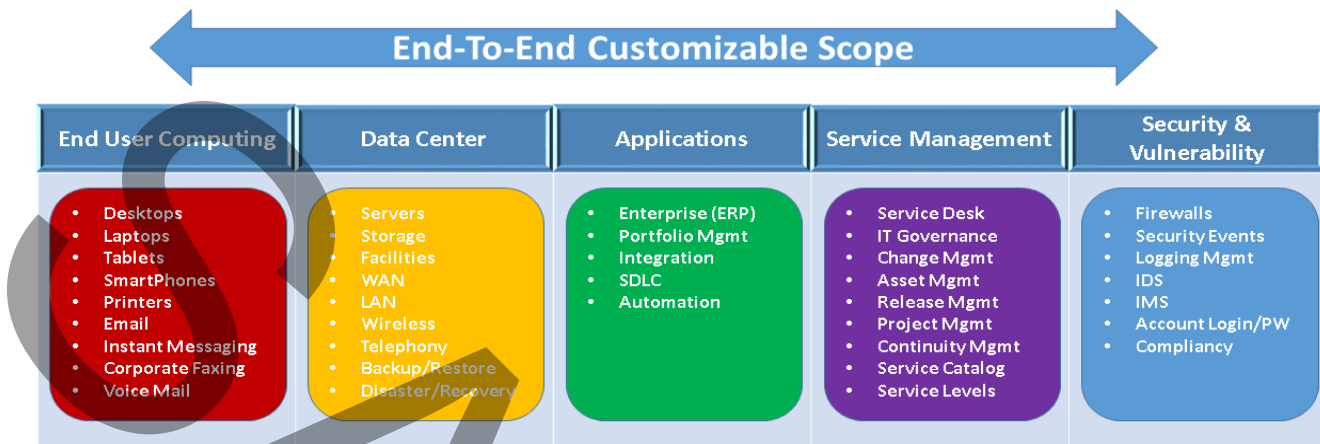 End-To-End Customizable Scope
End User Computing
Data Center
Applications
Service Management
Security &
Vulnerability
• Desktops
• Laptops
• Tablets
• SmartPhones
• Printers
• Email
• Instant Messaging
• Corporate Faxing
• Voice Mail
• Servers
• Storage
• Facilities
• WAN
• LAN
• Wireless
• Telephony
• Backup/Restore
• Disaster/Recovery
• Enterprise (ERP)
• Portfolio Mgmt
• Integration
• SDLC
• Automation
• Service Desk
• IT Governance
• Change Mgmt
• Asset Mgmt
• Release Mgmt
• Project Mgmt
• Continuity Mgmt
• Service Catalog
• Service Levels
• Firewalls
• Security Events
• Logging Mgmt
• IDS
• IMS
• Account Login/PW
• Compliancy